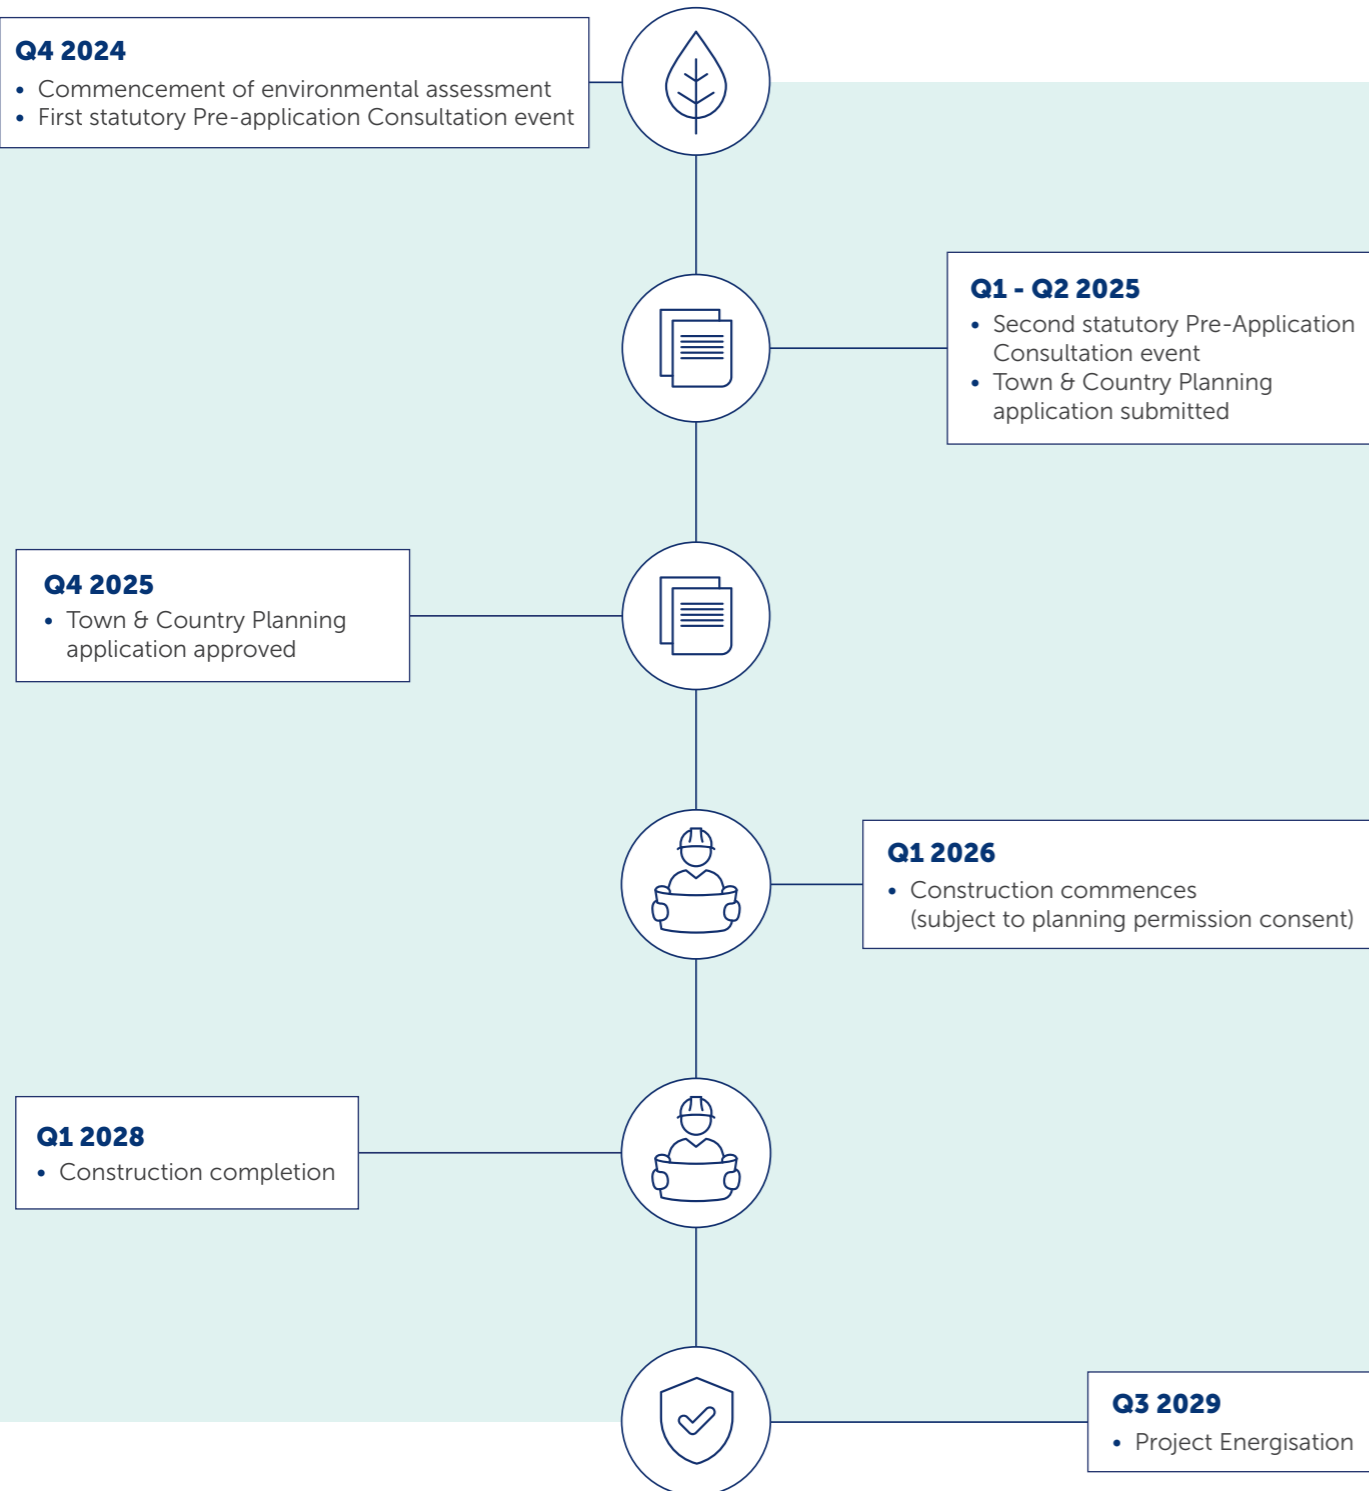 Q4 2024
• Commencement of environmental assessment
• First statutory Pre-application Consultation event
Q1 - Q2 2025
• Second statutory Pre-Application
Consultation event
• Town & Country Planning
application submitted
Q4 2025
• Town & Country Planning
application approved
Q1 2026
• Construction commences
(subject to planning permission consent)
Q1 2028
• Construction completion
Q3 2029
• Project Energisation